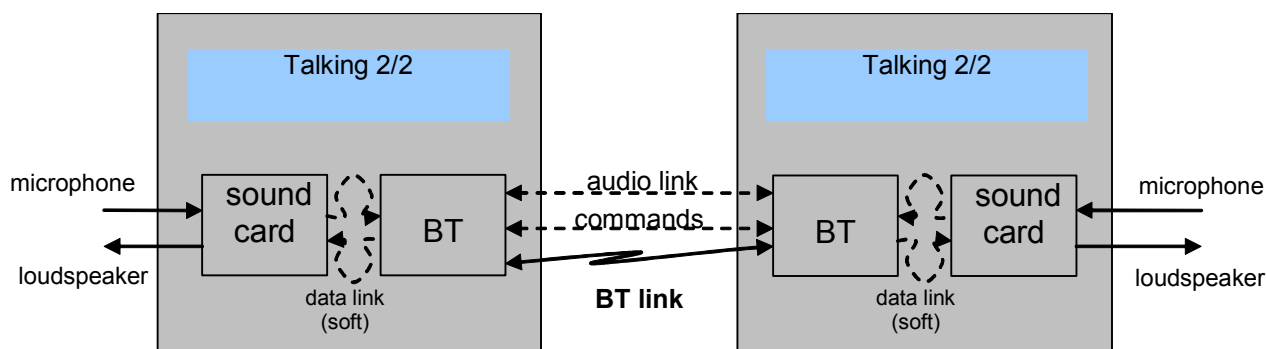 Talking 2/2
Talking 2/2
microphone
loudspeaker
sound
card
BT
data link
(soft)
audio link
commands
BT link
BT
sound
card
data link
(soft)
microphone
loudspeaker